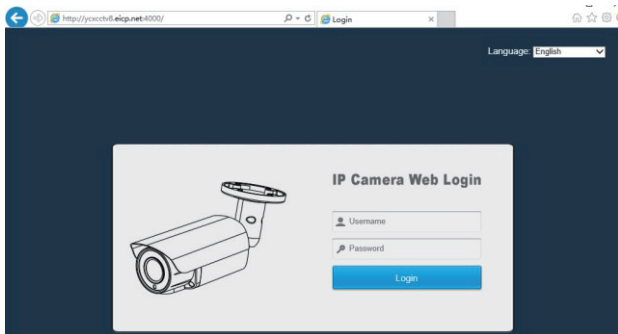 http://ycxcctv8.eicp.net:4000/
Login
Language: English
IP Camera Web Login
Username
Password
Login